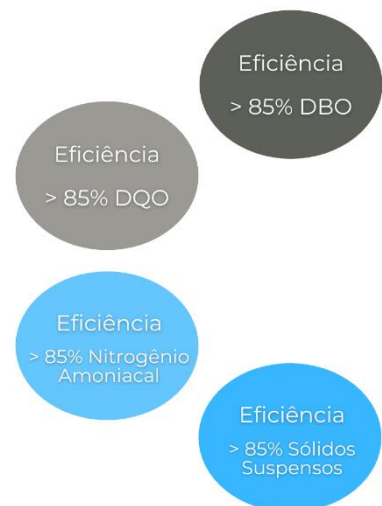 Eficiência
> 85% DBO
Eficiência
> 85% DQO
Eficiência
> 85% Nitrogênio
Amoniacal
Eficiência
> 85% Sólidos
Suspensos